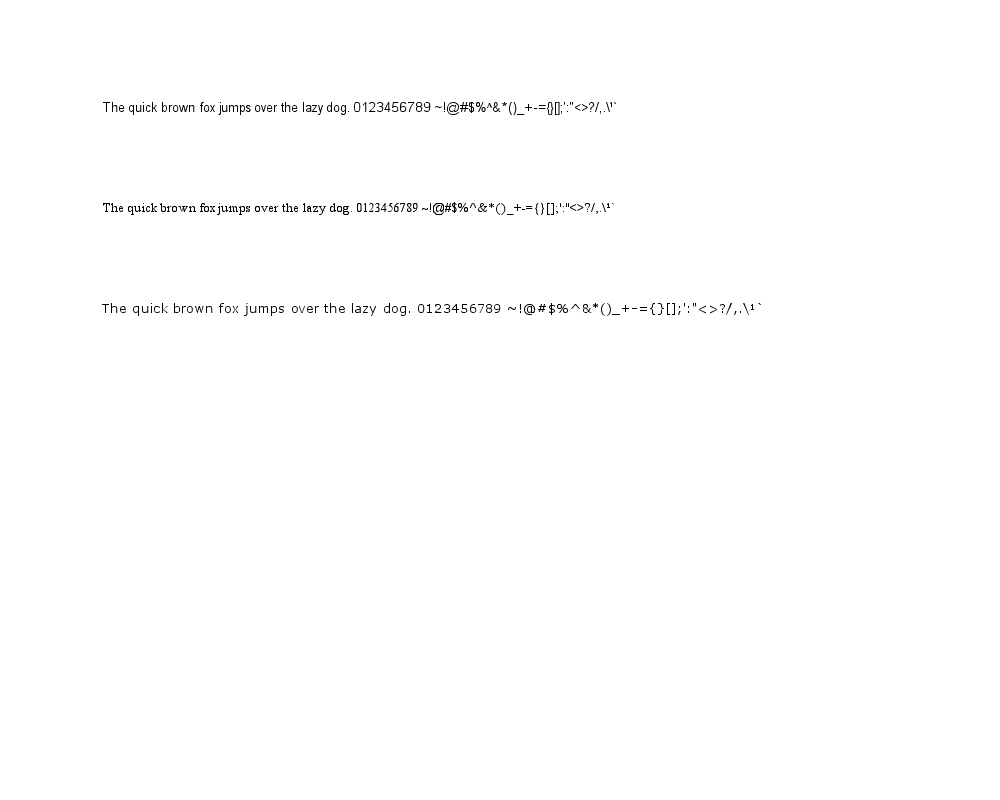 The quick brown fox jumps over the lazy dog. 0123456789 ~!@#$%^&*()_+-={}[];':"<>?/,.\¹`
The quick brown fox jumps over the lazy dog. 0123456789 ~!@#$%^&*()_+-={}[];':"<>?/,.\¹`
The quick brown fox jumps over the lazy dog. 0123456789 ~!@#$%^&*()_+-={}[];':"<>?/,.\¹`